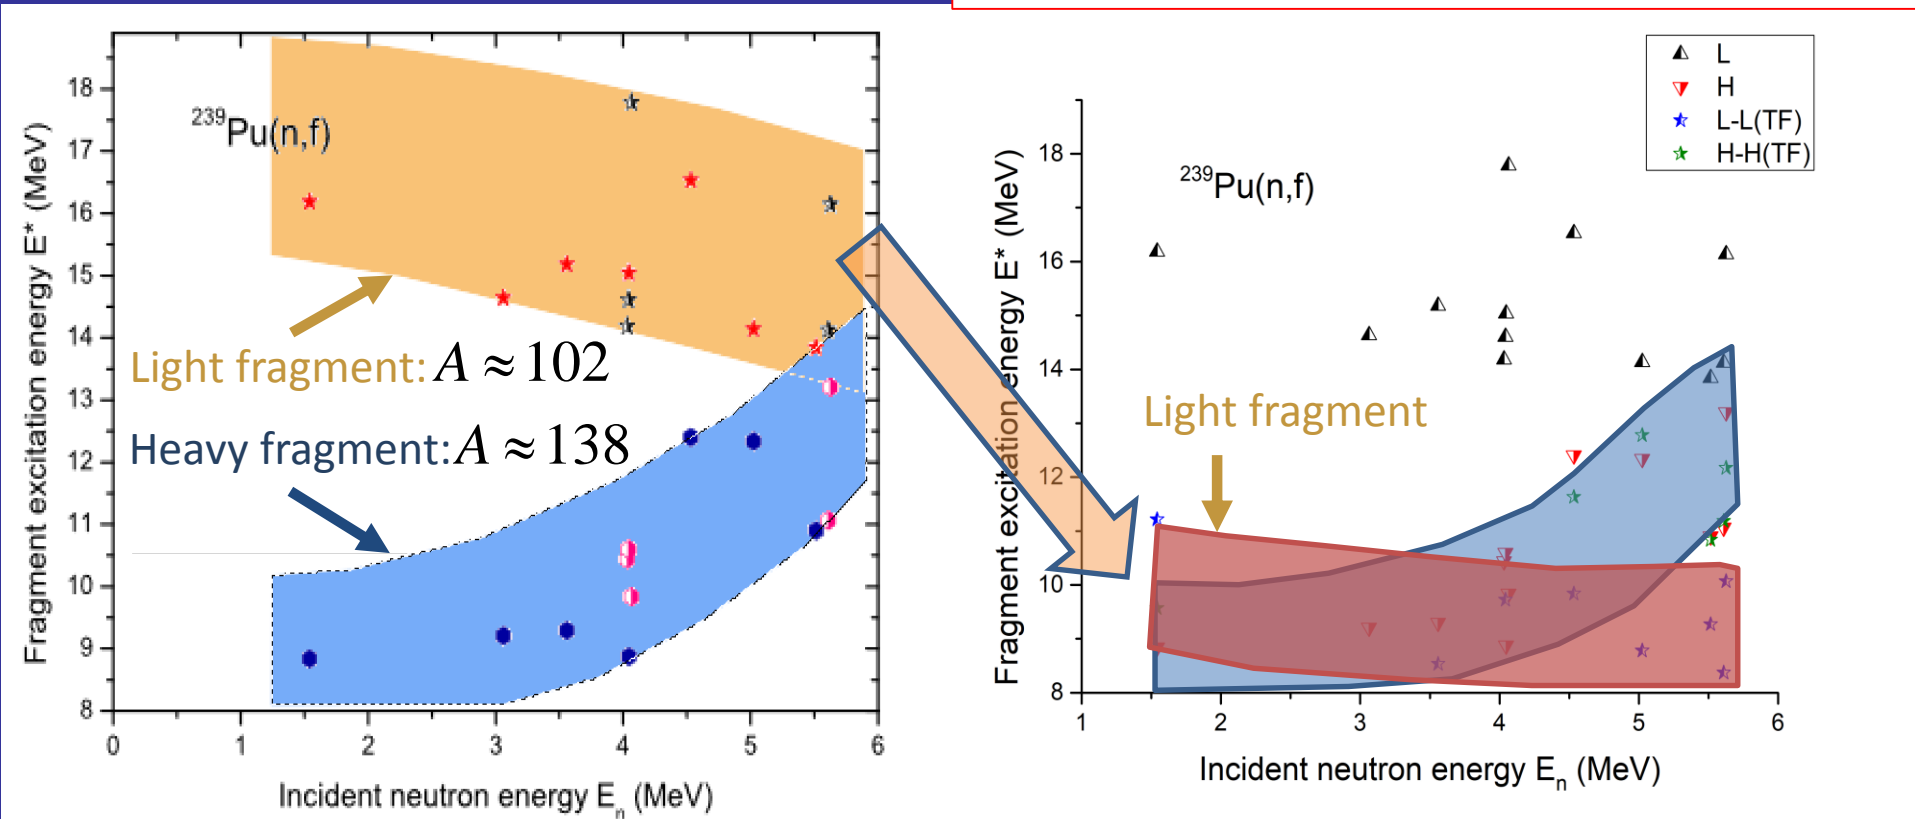 239Pu(n,f)
18
17
16
15
14
13
12
11
10
9
8
0 1 2 3 4 5 6
Fragment excitation energy E* (MeV)
Incident neutron energy En (MeV)
Light fragment: A ≈ 102
Heavy fragment: A ≈ 138
L
H
L-L(TF)
H-H(TF)
239Pu(n,f)
Light fragment
18
16
14
12
10
8
1 2 3 4 5 6
Fragment excitation energy E* (MeV)
Incident neutron energy En (MeV)